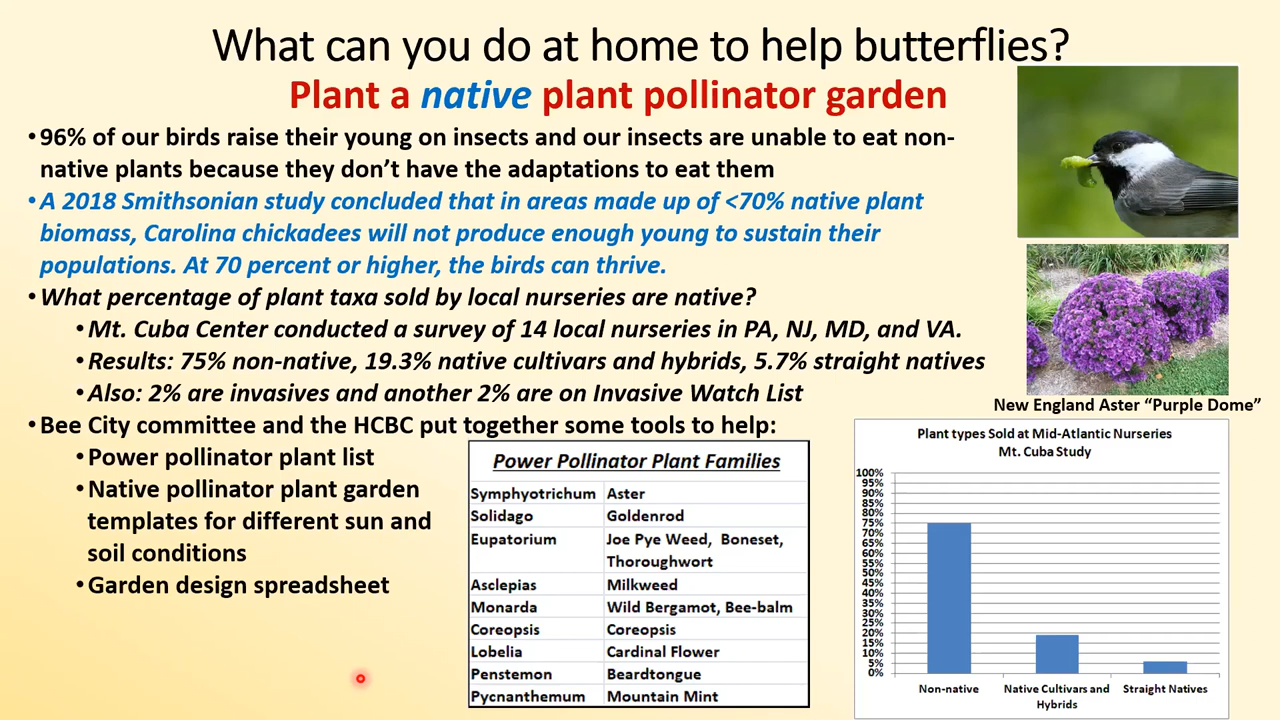 What can you do at home to help butterflies?
Plant a native plant pollinator garden
•96% of our birds raise their young on insects and our insects are unable to eat non-
native plants because they don’t have the adaptations to eat them
•A 2018 Smithsonian study concluded that in areas made up of <70% native plant
biomass, Carolina chickadees will not produce enough young to sustain their
populations. At 70 percent or higher, the birds can thrive.
•What percentage of plant taxa sold by local nurseries are native?
•Mt. Cuba Center conducted a survey of 14 local nurseries in PA, NJ, MD, and VA.
•Results: 75% non-native, 19.3% native cultivars and hybrids, 5.7% straight natives
•Also: 2% are invasives and another 2% are on Invasive Watch List
•Bee City committee and the HCBC put together some tools to help:
•Power pollinator plant list
•Native pollinator plant garden
templates for different sun and
soil conditions
•Garden design spreadsheet
Power Pollinator Plant Families
Symphyotrichum Aster
Solidago Goldenrod
Eupatorium Joe Pye Weed, Boneset,
Thoroughwort
Asclepias Milkweed
Monarda Wild Bergamot, Bee-balm
Coreopsis Coreopsis
Lobelia Cardinal Flower
Penstemon Beardtongue
Pycnanthemum Mountain Mint
New England Aster “Purple Dome”
Plant types Sold at Mid-Atlantic Nurseries
Mt. Cuba Study
100%
95%
90%
85%
80%
75%
70%
65%
60%
55%
50%
45%
40%
35%
30%
25%
20%
15%
10%
5%
0%
Non-native
Native Cultivars and
Hybrids
Straight Natives